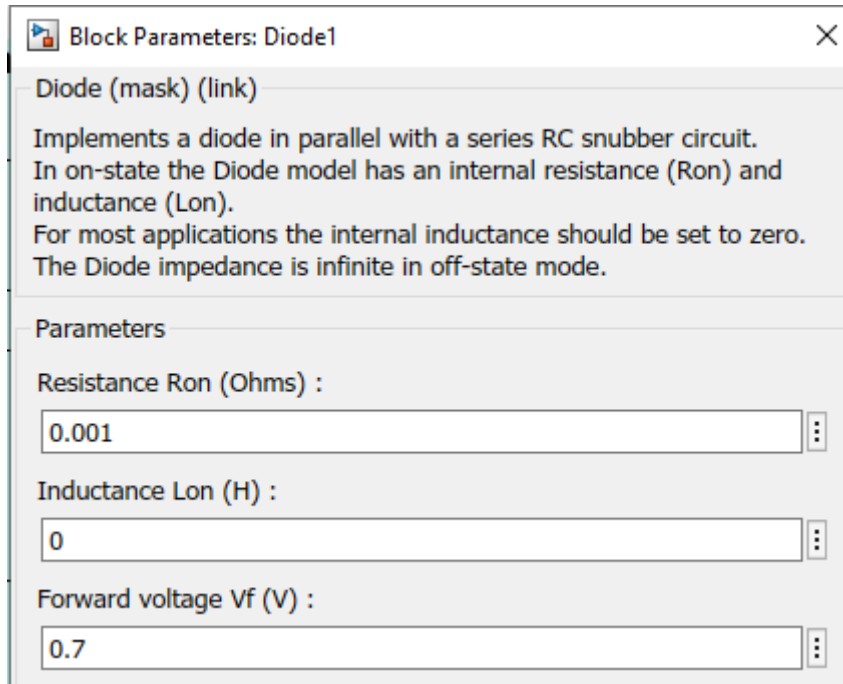 Block Parameters: Diode1
Diode (mask) (link)
Implements a diode in parallel with a series RC snubber circuit.
In on-state the Diode model has an internal resistance (Ron) and
inductance (Lon).
For most applications the internal inductance should be set to zero.
The Diode impedance is infinite in off-state mode.
Parameters
Resistance Ron (Ohms) :
0.001
Inductance Lon (H) :
0
Forward voltage Vf (V) :
0.7